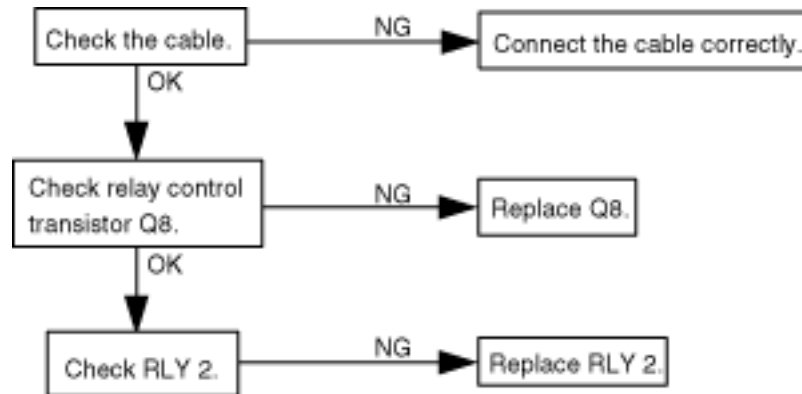 Check the cable.
NG
Connect the cable correctly.
OK
Check relay control
transistor Q8.
NG
Replace Q8.
OK
Check RLY 2.
NG
Replace RLY 2.